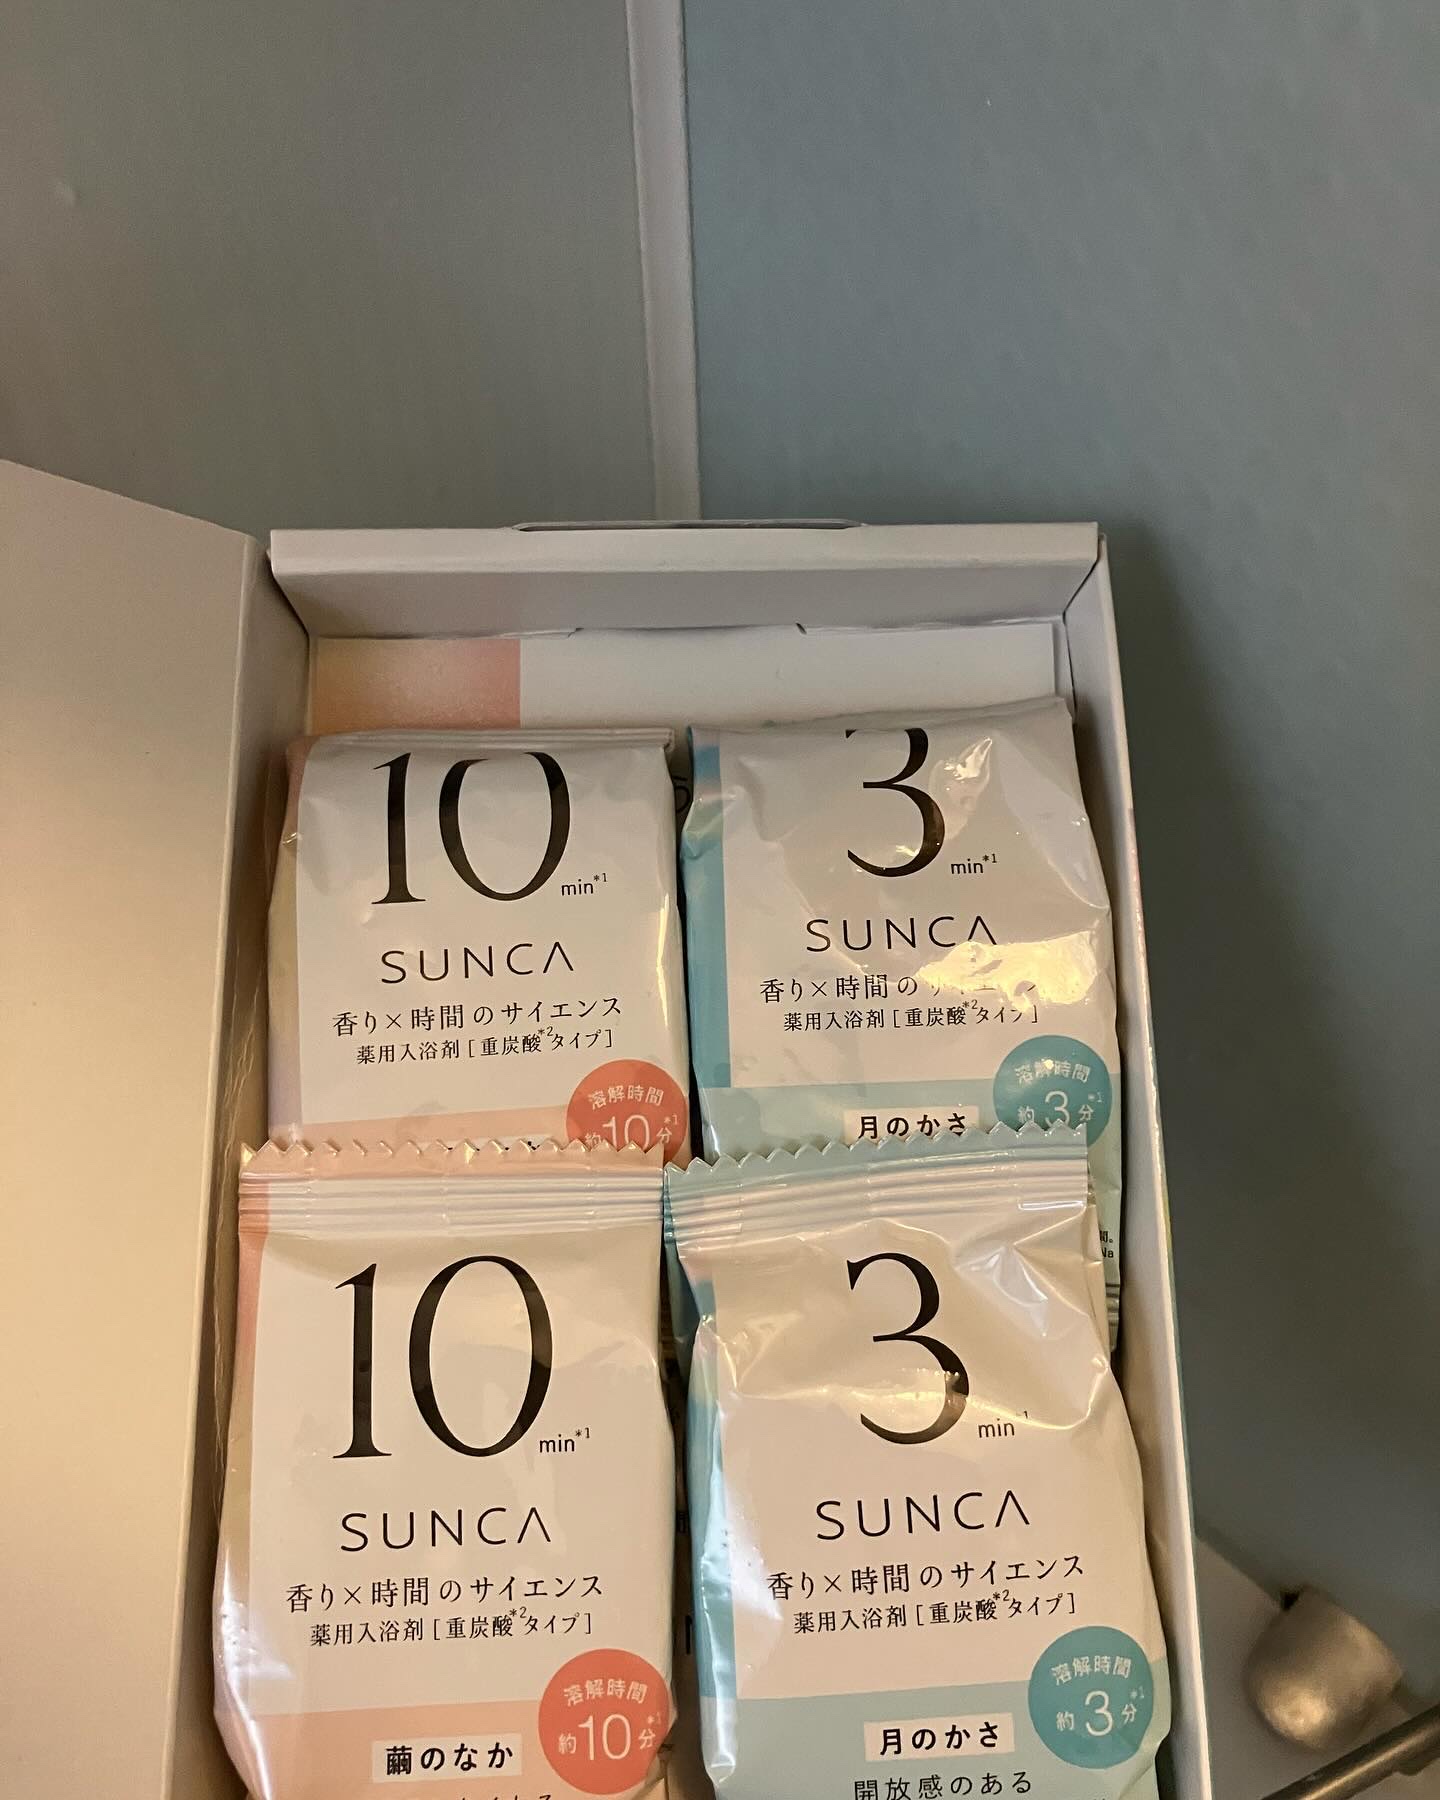 10
min*1
SUNCA
香り×時間のサイエンス
薬用入浴剤[重炭酸*2タイプ]
溶解時間
約10分*1
3
min*1
SUNCA
香り×時間のサイエンス
薬用入浴剤[重炭酸*2タイプ]
溶解時間
約3分*1
月のかさ
10
min*1
SUNCA
香り×時間のサイエンス
薬用入浴剤[重炭酸*2タイプ]
溶解時間
約10分*1
繭のなか
3
min*1
SUNCA
香り×時間のサイエンス
薬用入浴剤[重炭酸*2タイプ]
溶解時間
約3分*1
月のかさ
開放感のある